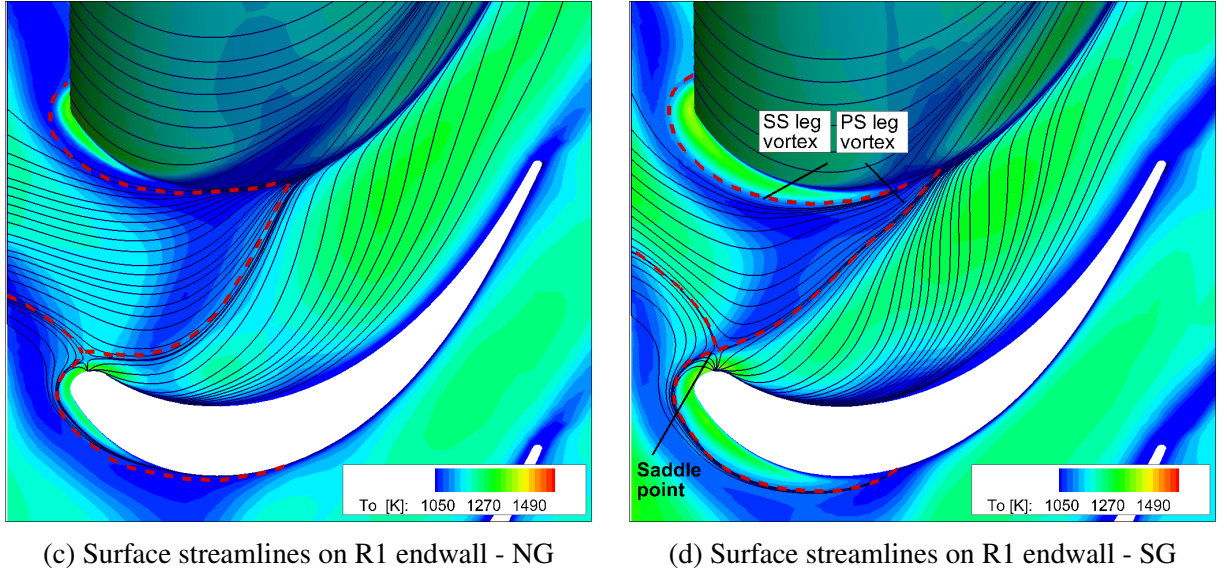 SS leg
vortex
PS leg
vortex
Saddle
point
To [K]: 1050 1270 1490
To [K]: 1050 1270 1490
(c) Surface streamlines on R1 endwall - NG
(d) Surface streamlines on R1 endwall - SG